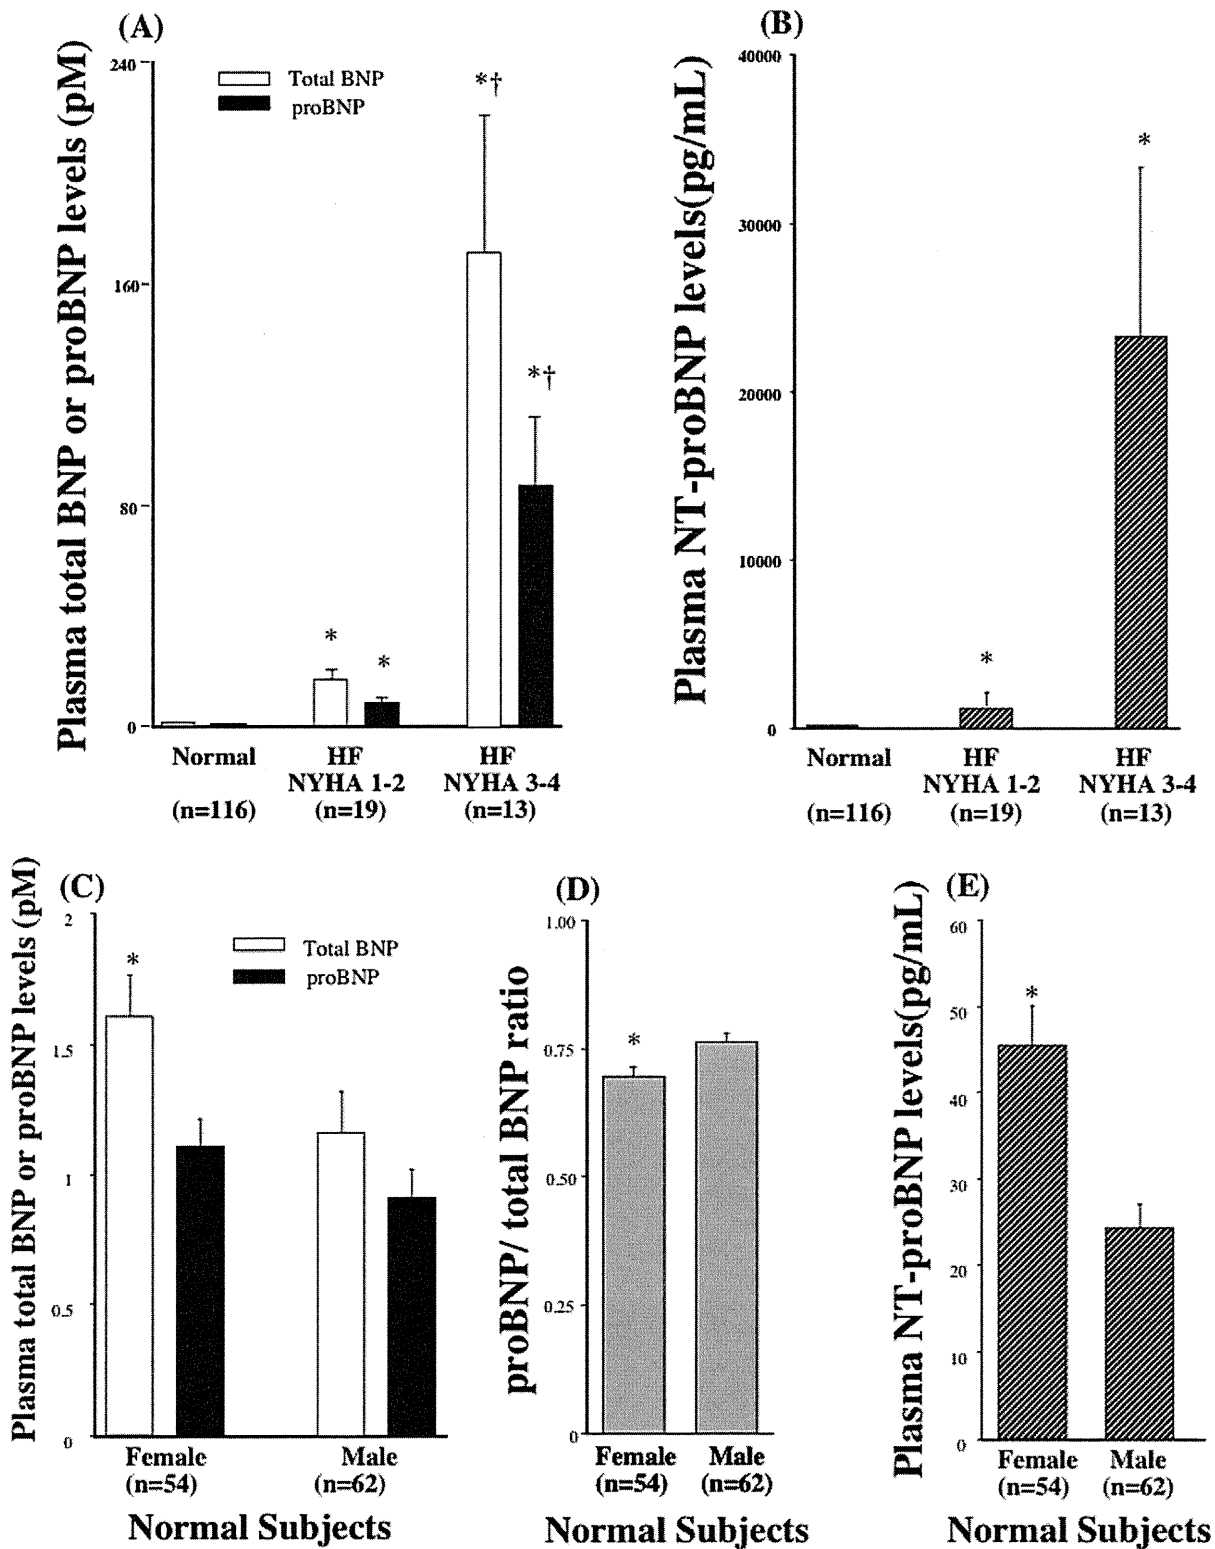 (A)
Plasma total BNP or proBNP levels (pM)
240
160
80
0
Total BNP
proBNP
*
*
*†
*†
Normal
HF
HF
NYHA 1-2
NYHA 3-4
(n=116)
(n=19)
(n=13)
(B)
Plasma NT-proBNP levels(pg/mL)
40000
30000
20000
10000
0
*
*
Normal
HF
HF
NYHA 1-2
NYHA 3-4
(n=116)
(n=19)
(n=13)
(C)
Plasma total BNP or proBNP levels (pM)
2
1.5
1
0.5
0
Total BNP
proBNP
*
Female
Male
(n=54)
(n=62)
Normal Subjects
(D)
proBNP/ total BNP ratio
1.00
0.75
0.50
0.25
0
*
Female
Male
(n=54)
(n=62)
Normal Subjects
(E)
Plasma NT-proBNP levels(pg/mL)
60
50
40
30
20
10
0
*
Female
Male
(n=54)
(n=62)
Normal Subjects